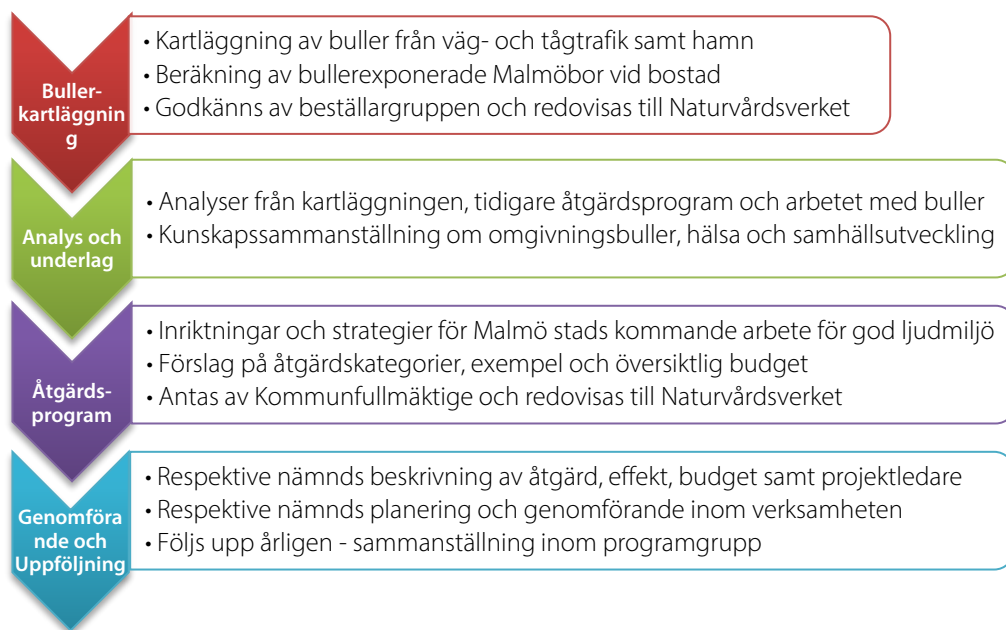 Buller-
kartläggnin
g
• Kartläggning av buller från väg- och tågtrafik samt hamn
• Beräkning av bullerexponerade Malmöbor vid bostad
• Godkänns av beställargruppen och redovisas till Naturvårdsverket
Analys och
underlag
• Analyser från kartläggningen, tidigare åtgärdsprogram och arbetet med buller
• Kunskapssammanställning om omgivningsbuller, hälsa och samhällsutveckling
Åtgärds-
program
• Inriktningar och strategier för Malmö stads kommande arbete för god ljudmiljö
• Förslag på åtgärdskategorier, exempel och översiktlig budget
• Antas av Kommunfullmäktige och redovisas till Naturvårdsverket
Genomföra
nde och
Uppföljning
• Respektive nämnds beskrivning av åtgärd, effekt, budget samt projektledare
• Respektive nämnds planering och genomförande inom verksamheten
• Följs upp årligen - sammanställning inom programgrupp